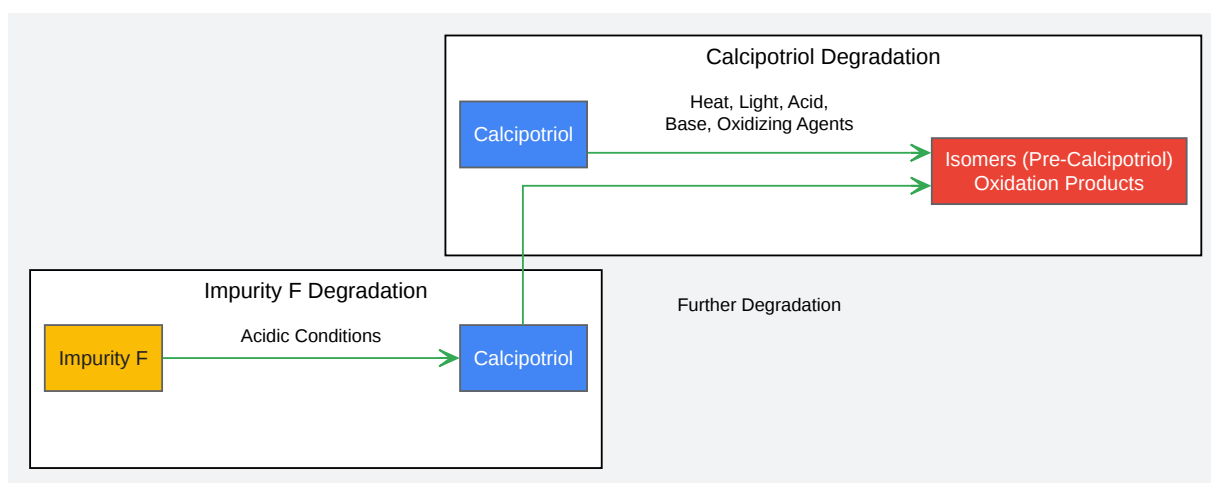 Calcipotriol Degradation
Heat, Light, Acid,
Base, Oxidizing Agents
Calcipotriol
Isomers (Pre-Calcipotriol)
Oxidation Products
Impurity F Degradation
Further Degradation
Acidic Conditions
Impurity F
Calcipotriol